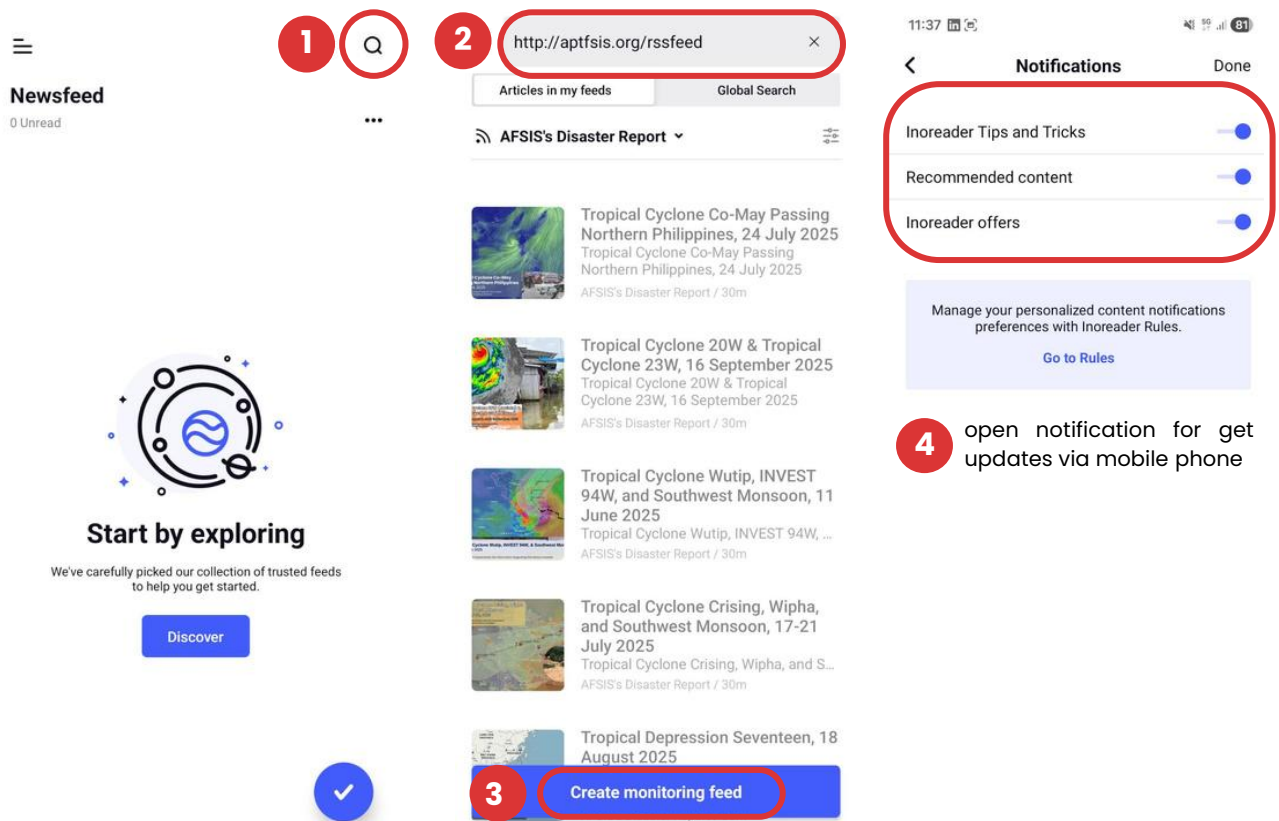 1
Newsfeed
0 Unread
Start by exploring
We've carefully picked our collection of trusted feeds
to help you get started.
Discover
2
http://aptfsis.org/rssfeed
Articles in my feeds
Global Search
AFSIS's Disaster Report
Tropical Cyclone Co-May Passing
Northern Philippines, 24 July 2025
Tropical Cyclone Co-May Passing
Northern Philippines, 24 July 2025
AFSIS's Disaster Report / 30m
Tropical Cyclone 20W & Tropical
Cyclone 23W, 16 September 2025
Tropical Cyclone 20W & Tropical
Cyclone 23W, 16 September 2025
AFSIS's Disaster Report / 30m
Tropical Cyclone Wutip, INVEST
94W, and Southwest Monsoon, 11
June 2025
Tropical Cyclone Wutip, INVEST 94W, ...
AFSIS's Disaster Report / 30m
Tropical Cyclone Crising, Wipha,
and Southwest Monsoon, 17-21
July 2025
Tropical Cyclone Crising, Wipha, and S...
AFSIS's Disaster Report / 30m
Tropical Depression Seventeen, 18
August 2025
3
Create monitoring feed
11:37
5G
81
Notifications
Done
Inoreader Tips and Tricks
Recommended content
Inoreader offers
Manage your personalized content notifications
preferences with Inoreader Rules.
Go to Rules
4
open notification for get
updates via mobile phone